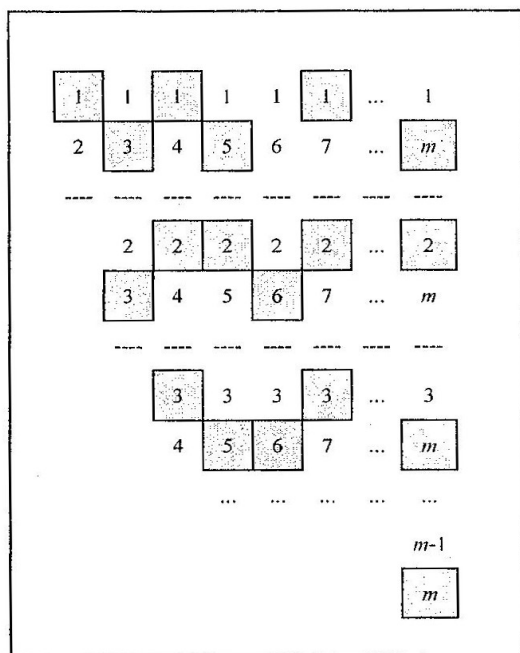 1 1 1 1 1 1 ... 1
2 3 4 5 6 7 ... m
---- ---- ---- ---- ---- ---- ---- ----
2 2 2 2 2 ... 2
3 4 5 6 7 ... m
---- ---- ---- ---- ---- ---- ----
3 3 3 3 ... 3
4 5 6 7 ... m
... ... ... ... ...
m-1
m